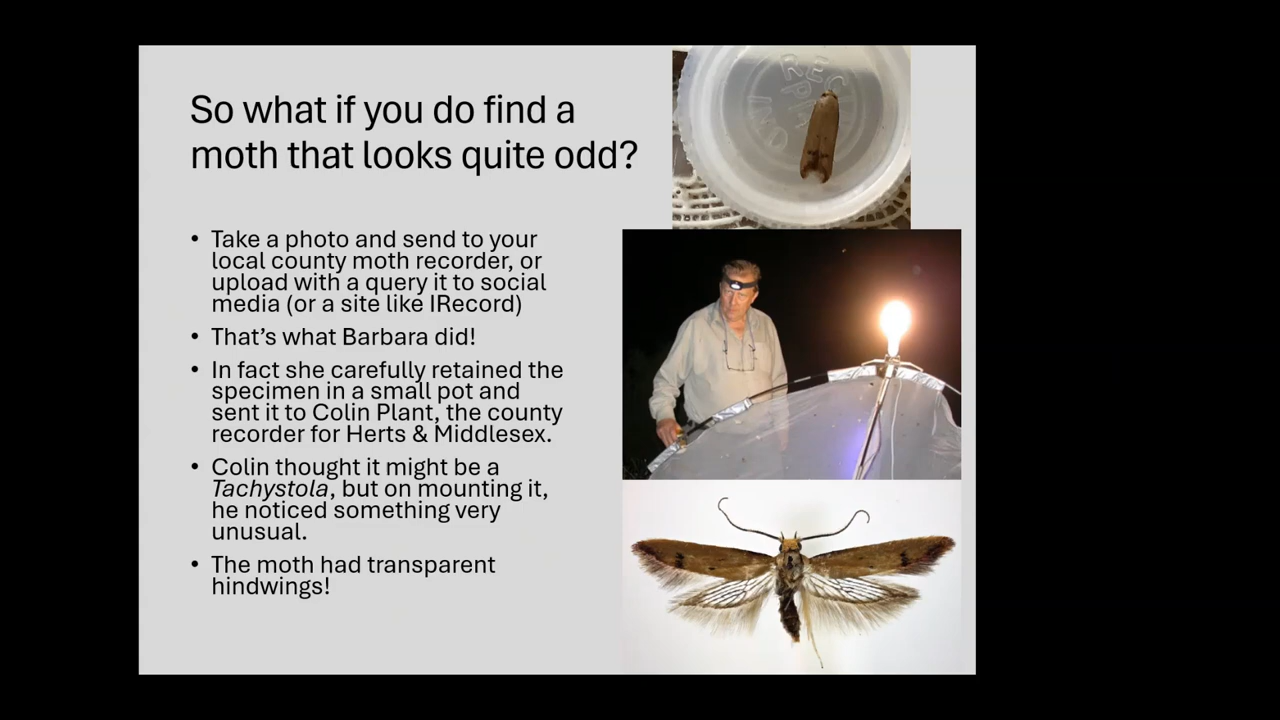 So what if you do find a
moth that looks quite odd?
• Take a photo and send to your
local county moth recorder, or
upload with a query it to social
media (or a site like IRecord)
• That’s what Barbara did!
• In fact she carefully retained the
specimen in a small pot and
sent it to Colin Plant, the county
recorder for Herts & Middlesex.
• Colin thought it might be a
Tachystola, but on mounting it,
he noticed something very
unusual.
• The moth had transparent
hindwings!
REC